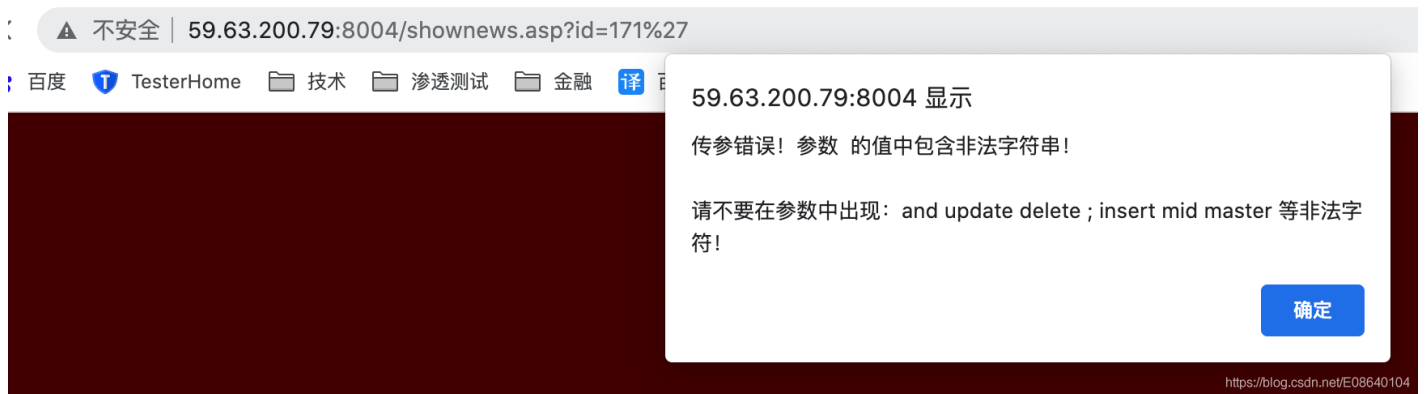 不安全 | 59.63.200.79:8004/shownews.asp?id=171%27
百度 TesterHome 技术 渗透测试 金融 译
59.63.200.79:8004 显示
传参错误！参数 的值中包含非法字符串！
请不要在参数中出现：and update delete ; insert mid master 等非法字
符！
确定
https://blog.csdn.net/E08640104